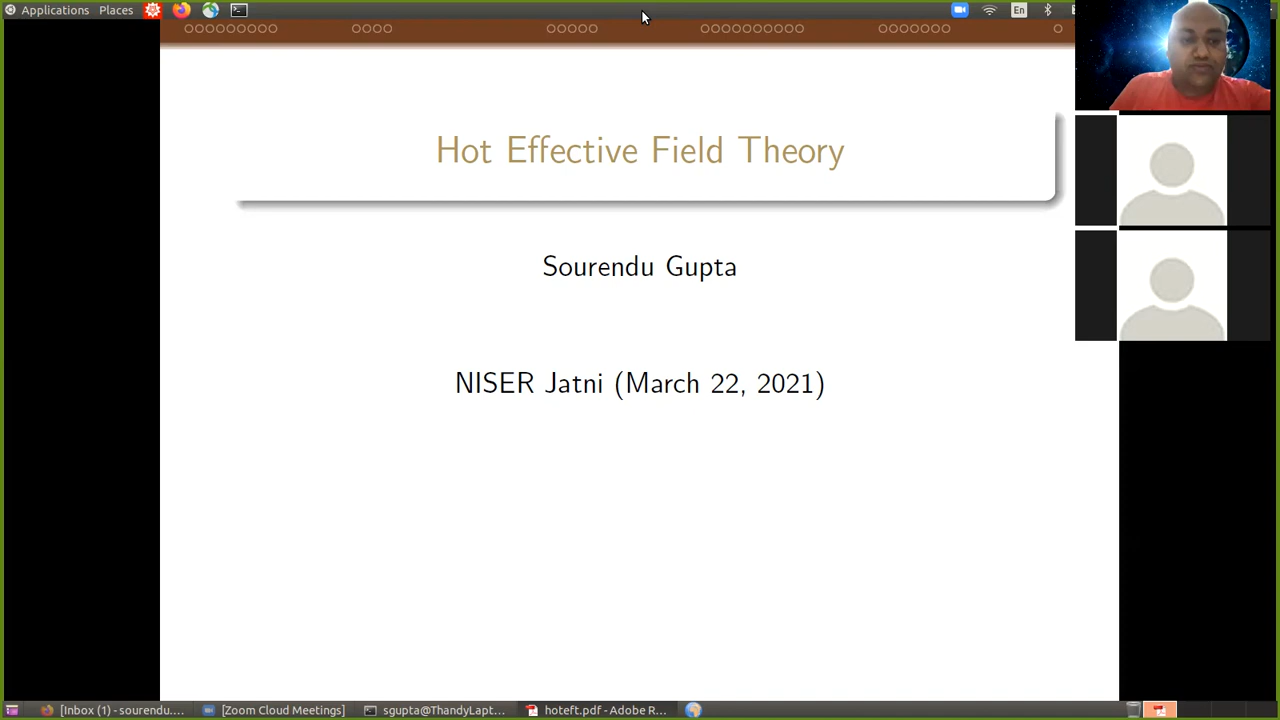 Applications Places
En
Hot Effective Field Theory
Sourendu Gupta
NISER Jatni (March 22, 2021)
[Inbox (1) - sourendu.... [Zoom Cloud Meetings] sgupta@ThandyLapt... hoteft.pdf - Adobe R...